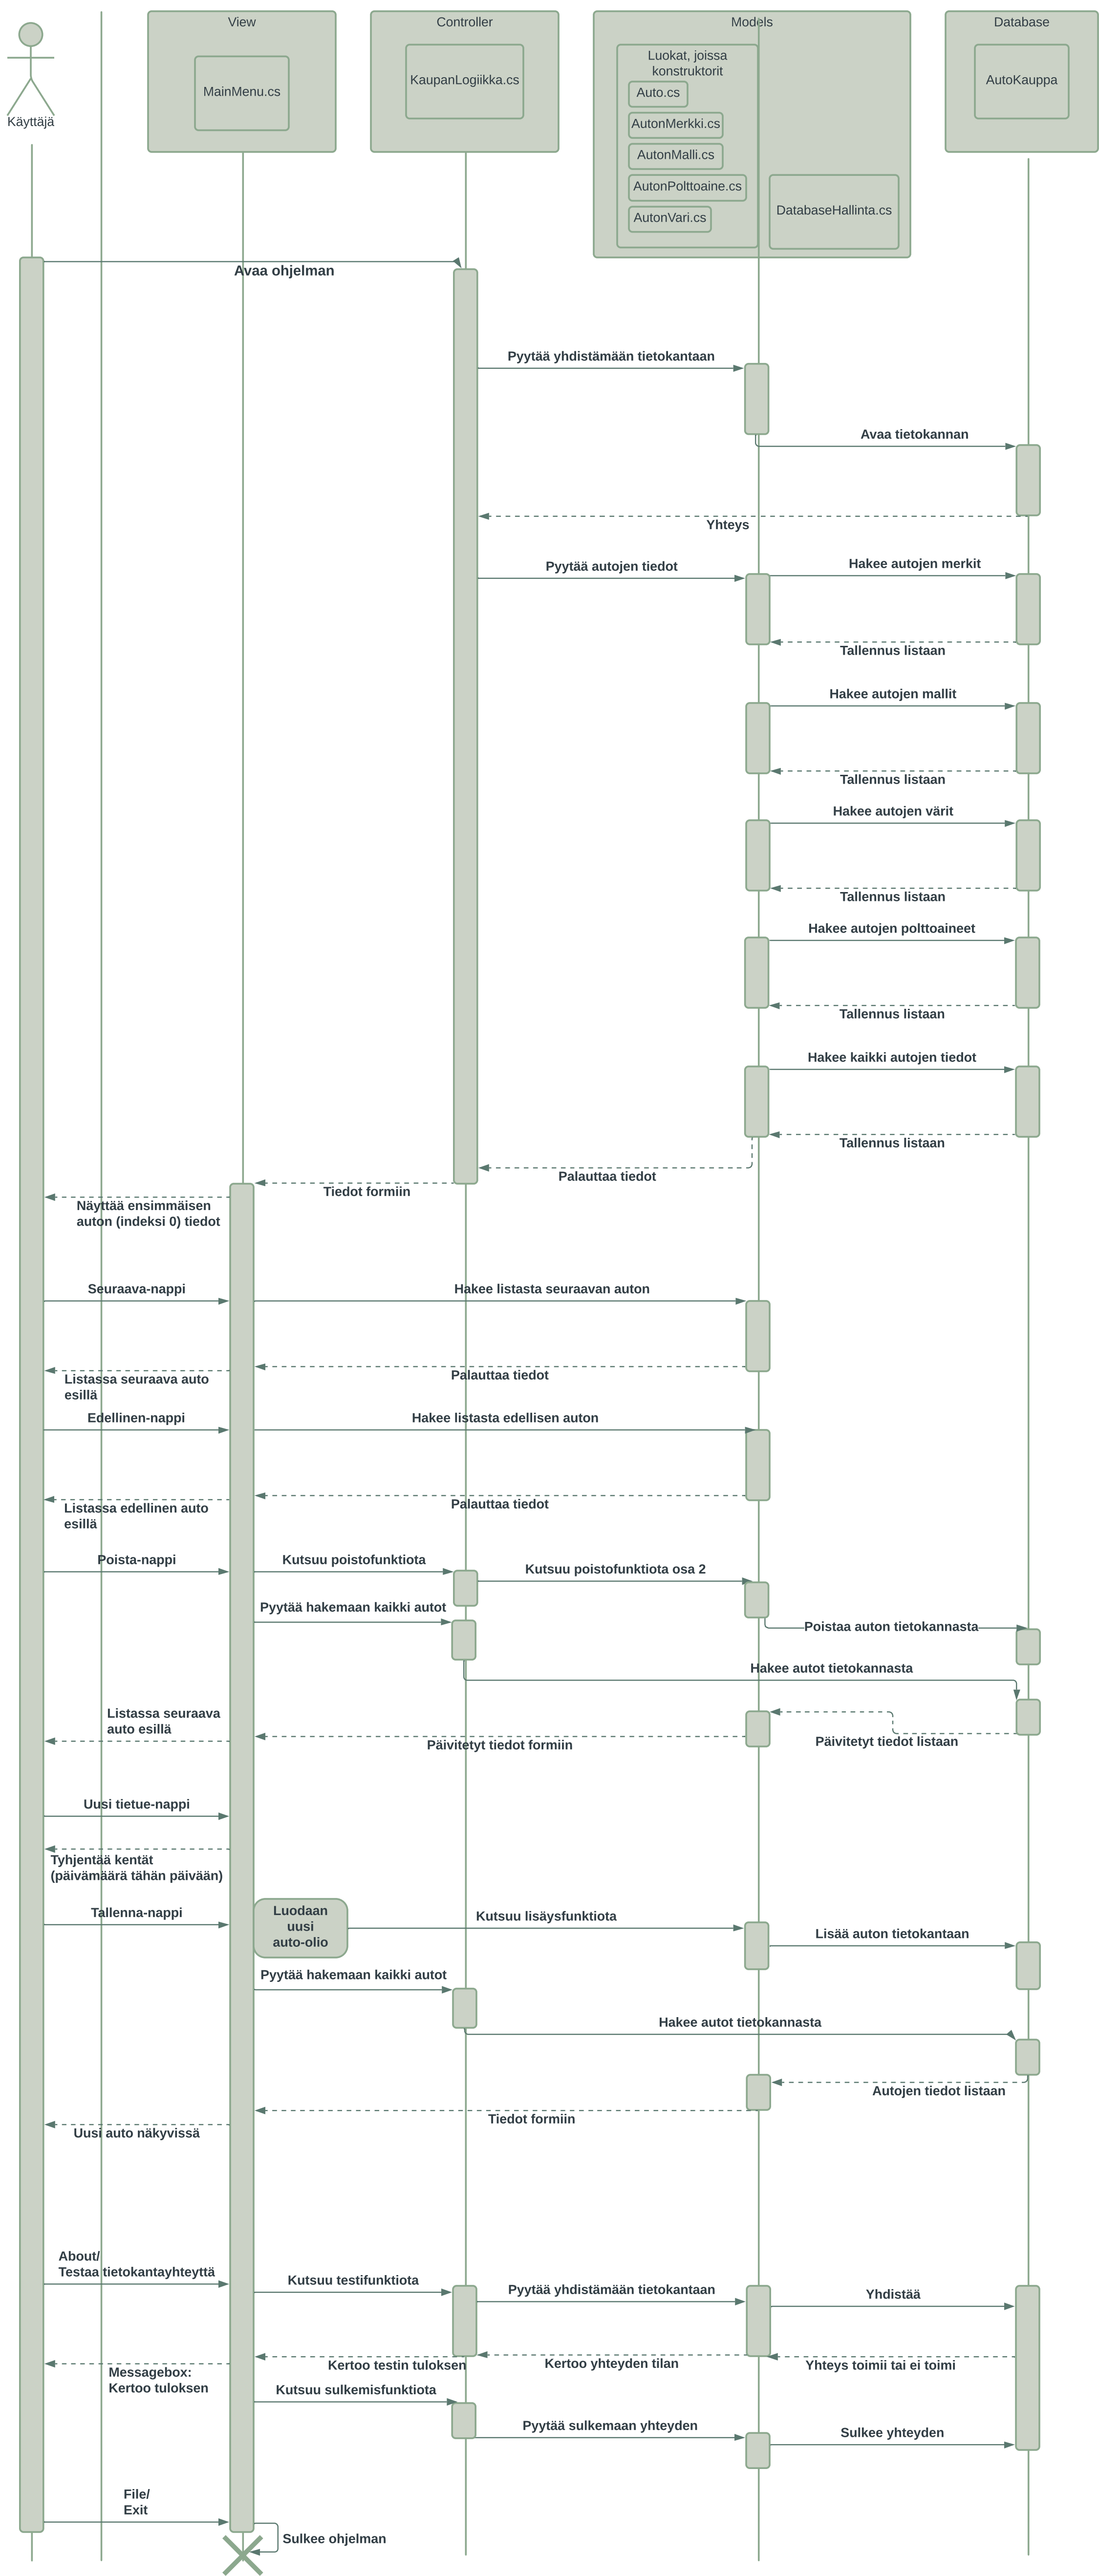 Käyttäjä
View
MainMenu.cs
Controller
KaupanLogiikka.cs
Models
Luokat, joissa
konstruktorit
Auto.cs
AutonMerkki.cs
AutonMalli.cs
AutonPolttoaine.cs
AutonVari.cs
DatabaseHallinta.cs
Database
AutoKauppa
Avaa ohjelman
Pyytää yhdistämään tietokantaan
Avaa tietokannan
Yhteys
Pyytää autojen tiedot
Hakee autojen merkit
Tallennus listaan
Hakee autojen mallit
Tallennus listaan
Hakee autojen värit
Tallennus listaan
Hakee autojen polttoaineet
Tallennus listaan
Hakee kaikki autojen tiedot
Tallennus listaan
Palauttaa tiedot
Tiedot formiin
Näyttää ensimmäisen
auton (indeksi 0) tiedot
Seuraava-nappi
Hakee listasta seuraavan auton
Palauttaa tiedot
Listassa seuraava auto
esillä
Edellinen-nappi
Hakee listasta edellisen auton
Palauttaa tiedot
Listassa edellinen auto
esillä
Poista-nappi
Kutsuu poistofunktiota
Kutsuu poistofunktiota osa 2
Pyytää hakemaan kaikki autot
Poistaa auton tietokannasta
Hakee autot tietokannasta
Listassa seuraava
auto esillä
Päivitetyt tiedot listaan
Päivitetyt tiedot formiin
Uusi tietue-nappi
Tyhjentää kentät
(päivämäärä tähän päivään)
Tallenna-nappi
Luodaan
uusi
auto-olio
Kutsuu lisäysfunktiota
Lisää auton tietokantaan
Pyytää hakemaan kaikki autot
Hakee autot tietokannasta
Autojen tiedot listaan
Tiedot formiin
Uusi auto näkyvissä
About/
Testaa tietokantayhteyttä
Kutsuu testifunktiota
Pyytää yhdistämään tietokantaan
Yhdistää
Yhteys toimii tai ei toimi
Kertoo yhteyden tilan
Kertoo testin tuloksen
Messagebox:
Kertoo tuloksen
Kutsuu sulkemisfunktiota
Pyytää sulkemaan yhteyden
Sulkee yhteyden
File/
Exit
Sulkee ohjelman